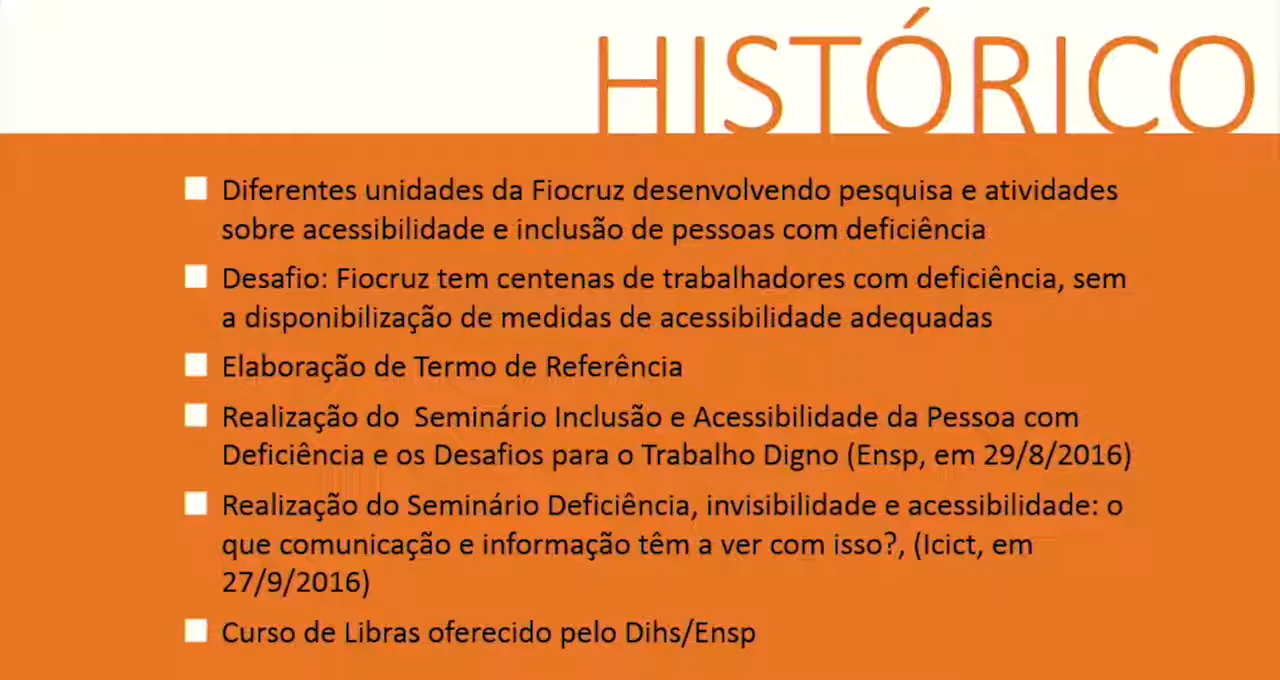 HISTÓRICO
Diferentes unidades da Fiocruz desenvolvendo pesquisa e atividades
sobre acessibilidade e inclusão de pessoas com deficiência
Desafio: Fiocruz tem centenas de trabalhadores com deficiência, sem
a disponibilização de medidas de acessibilidade adequadas
Elaboração de Termo de Referência
Realização do  Seminário Inclusão e Acessibilidade da Pessoa com
Deficiência e os Desafios para o Trabalho Digno (Ensp, em 29/8/2016)
Realização do Seminário Deficiência, invisibilidade e acessibilidade: o
que comunicação e informação têm a ver com isso?, (Icict, em
27/9/2016)
Curso de Libras oferecido pelo Dihs/Ensp